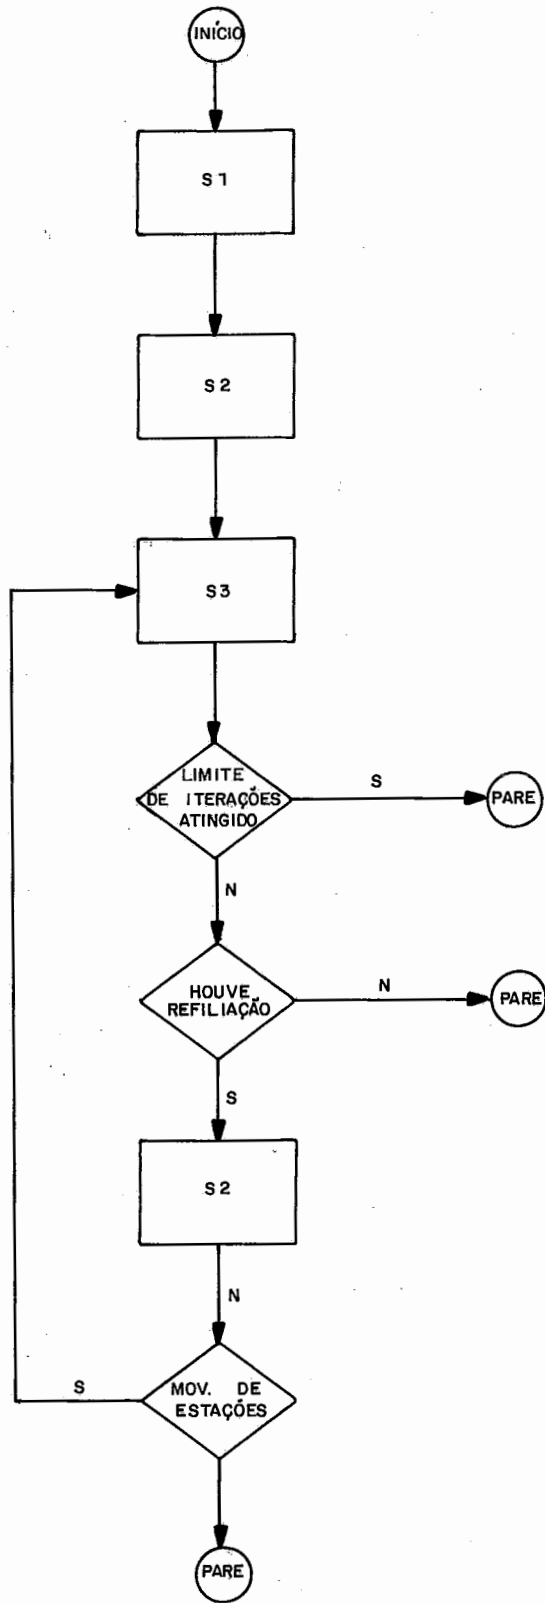 INÍCIO
S1
S2
S3
LIMITE
DE ITERAÇÕES
ATINGIDO
S
PARE
N
HOUVE
REFILIAÇÃO
N
PARE
S
S2
N
MOV. DE
ESTAÇÕES
S
PARE